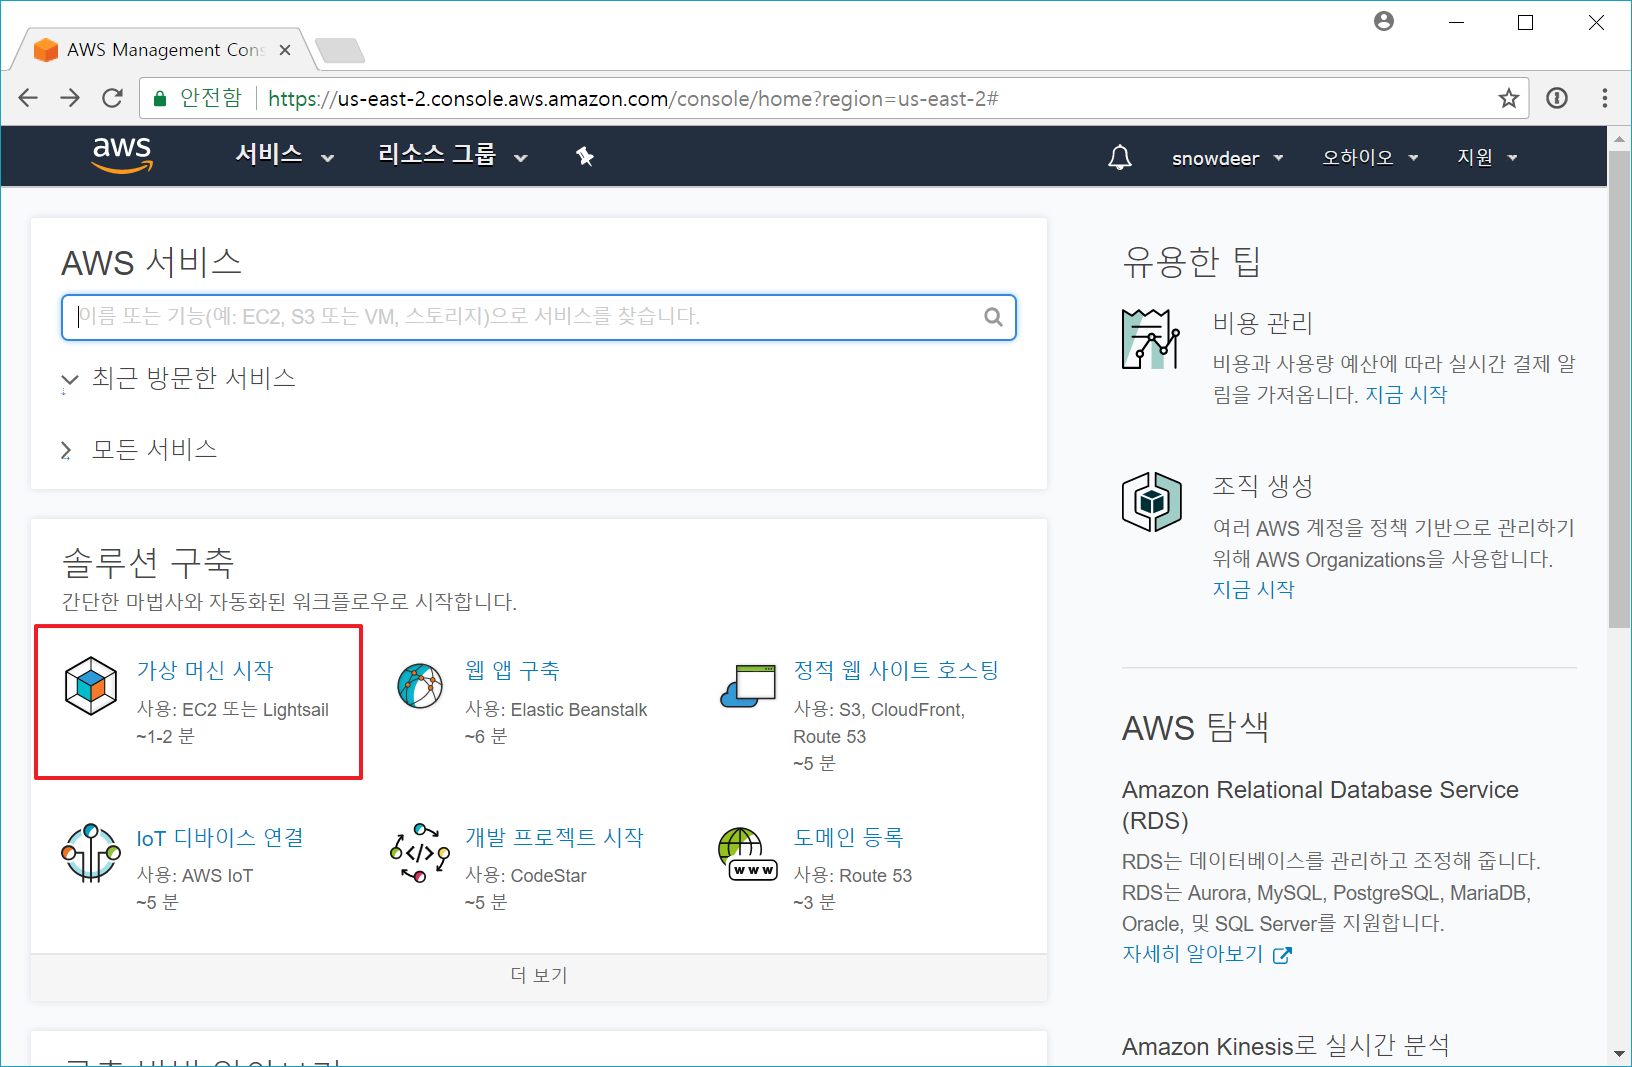 AWS Management Con
안전함
https://us-east-2.console.aws.amazon.com/console/home?region=us-east-2#
aws
서비스
리소스 그룹
snowdeer
오하이오
지원
AWS 서비스
이름 또는 기능(예: EC2, S3 또는 VM, 스토리지)으로 서비스를 찾습니다.
최근 방문한 서비스
모든 서비스
솔루션 구축
간단한 마법사와 자동화된 워크플로우로 시작합니다.
가상 머신 시작
사용: EC2 또는 Lightsail
~1-2 분
웹 앱 구축
사용: Elastic Beanstalk
~6 분
정적 웹 사이트 호스팅
사용: S3, CloudFront,
Route 53
~5 분
IoT 디바이스 연결
사용: AWS IoT
~5 분
개발 프로젝트 시작
사용: CodeStar
~5 분
www
도메인 등록
사용: Route 53
~3 분
더 보기
유용한 팁
비용 관리
비용과 사용량 예산에 따라 실시간 결제 알
림을 가져옵니다. 지금 시작
조직 생성
여러 AWS 계정을 정책 기반으로 관리하기
위해 AWS Organizations을 사용합니다.
지금 시작
AWS 탐색
Amazon Relational Database Service
(RDS)
RDS는 데이터베이스를 관리하고 조정해 줍니다.
RDS는 Aurora, MySQL, PostgreSQL, MariaDB,
Oracle, 및 SQL Server를 지원합니다.
자세히 알아보기
Amazon Kinesis로 실시간 분석